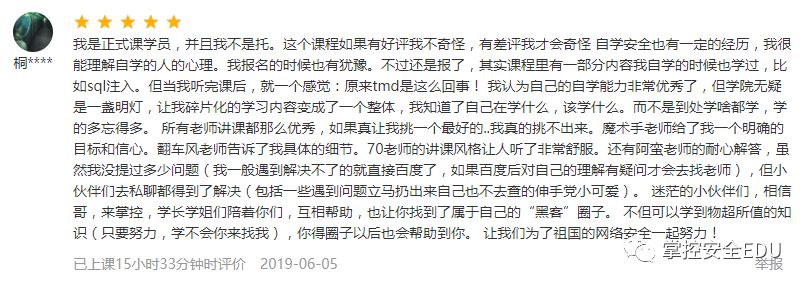 我是正式课学员，并且我不是托。这个课程如果有好评我不奇怪，有差评我才会奇怪 自学安全也有一定的经历，我很
桐****
能理解自学的人的心理。我报名的时候也有犹豫。不过还是报了，其实课程里有一部分内容我自学的时候也学过，比
如sql注入。但当我听完课后，就一个感觉：原来tmd是这么回事！ 我认为自己的自学能力非常优秀了，但学院无疑
是一盏明灯，让我碎片化的学习内容变成了一个整体，我知道了自己在学什么，该学什么。而不是到处学啥都学，学
的多忘得多。 所有老师讲课都那么优秀，如果真让我挑一个最好的..我真的挑不出来。魔术手老师给了我一个明确的
目标和信心。翻车风老师告诉了我具体的细节。70老师的讲课风格让人听了非常舒服。还有阿蛮老师的耐心解答，虽
然我没提过多少问题（我一般遇到解决不了的就直接百度了，如果百度后对自己的理解有疑问才会去找老师），但小
伙伴们去私聊都得到了解决（包括一些遇到问题立马扔出来自己也不去查的伸手党小可爱）。 迷茫的小伙伴们，相信
哥，来掌控，学长学姐们陪着你们，互相帮助，也让你找到了属于自己的“黑客”圈子。 不但可以学到物超所值的知
识（只要努力，学不会你来找我），你得圈子以后也会帮助到你。 让我们为了祖国的网络安全一起努力！
已上课15小时33分钟时评价 2019-06-05
举报
掌控安全EDU